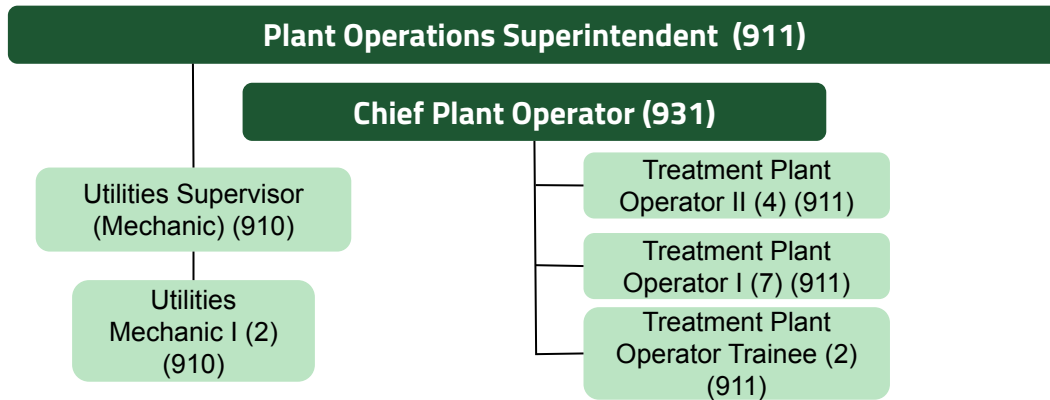 Plant Operations Superintendent (911)
Chief Plant Operator (931)
Utilities Supervisor
(Mechanic) (910)
Utilities
Mechanic I (2)
(910)
Treatment Plant
Operator II (4) (911)
Treatment Plant
Operator I (7) (911)
Treatment Plant
Operator Trainee (2)
(911)